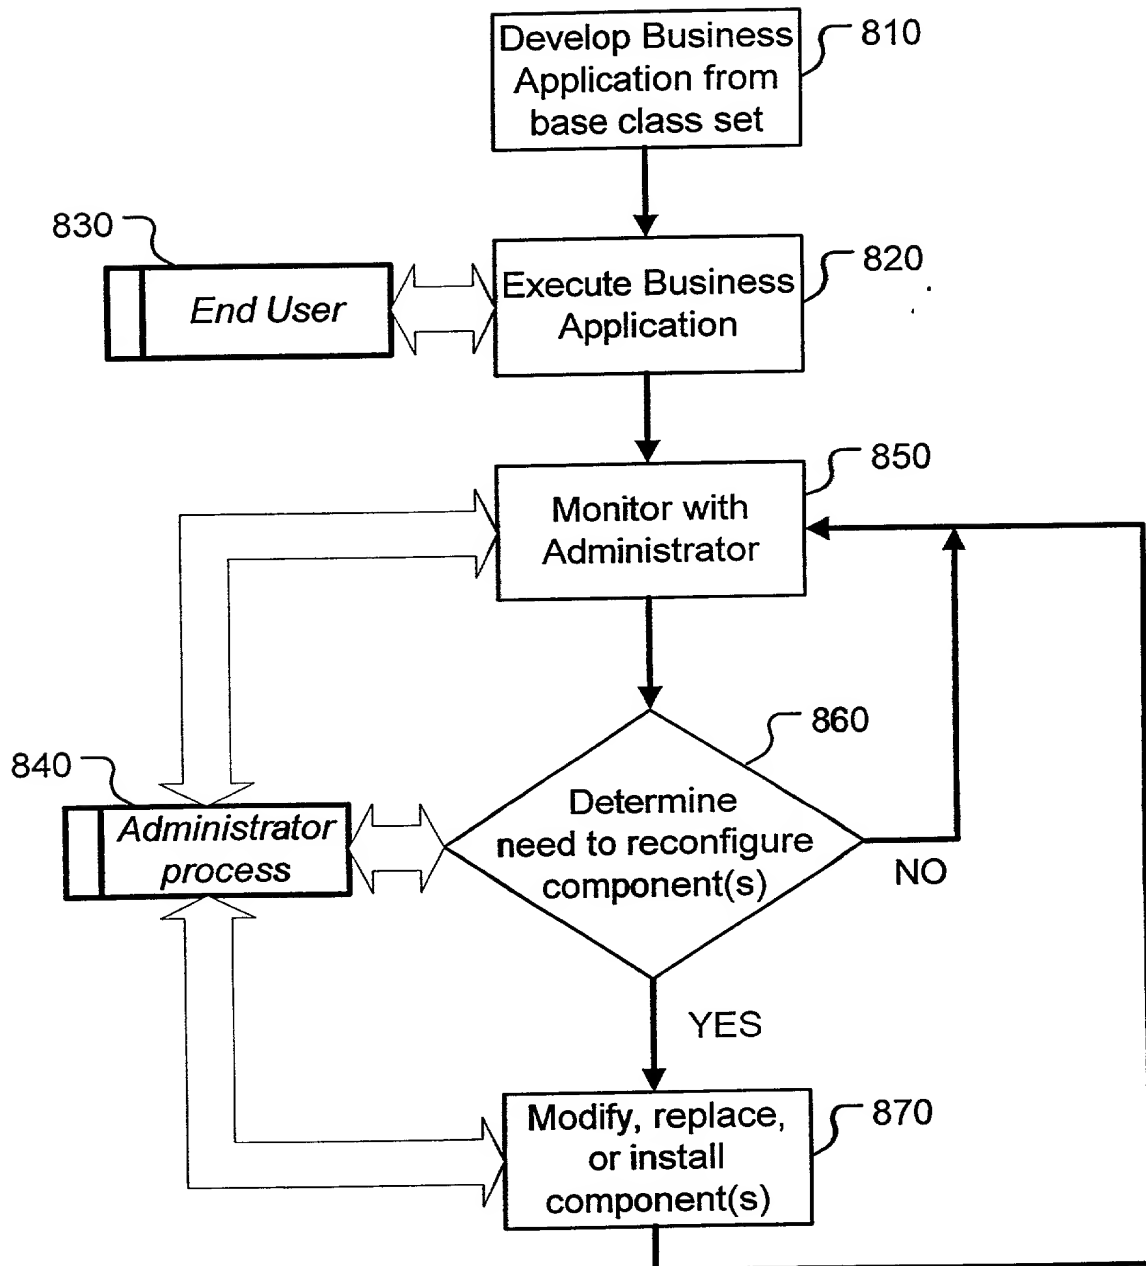 Develop Business
Application from
base class set
810
830
End User
Execute Business
Application
820
Monitor with
Administrator
850
840
Administrator
process
Determine
need to reconfigure
component(s)
860
NO
YES
Modify, replace,
or install
component(s)
870